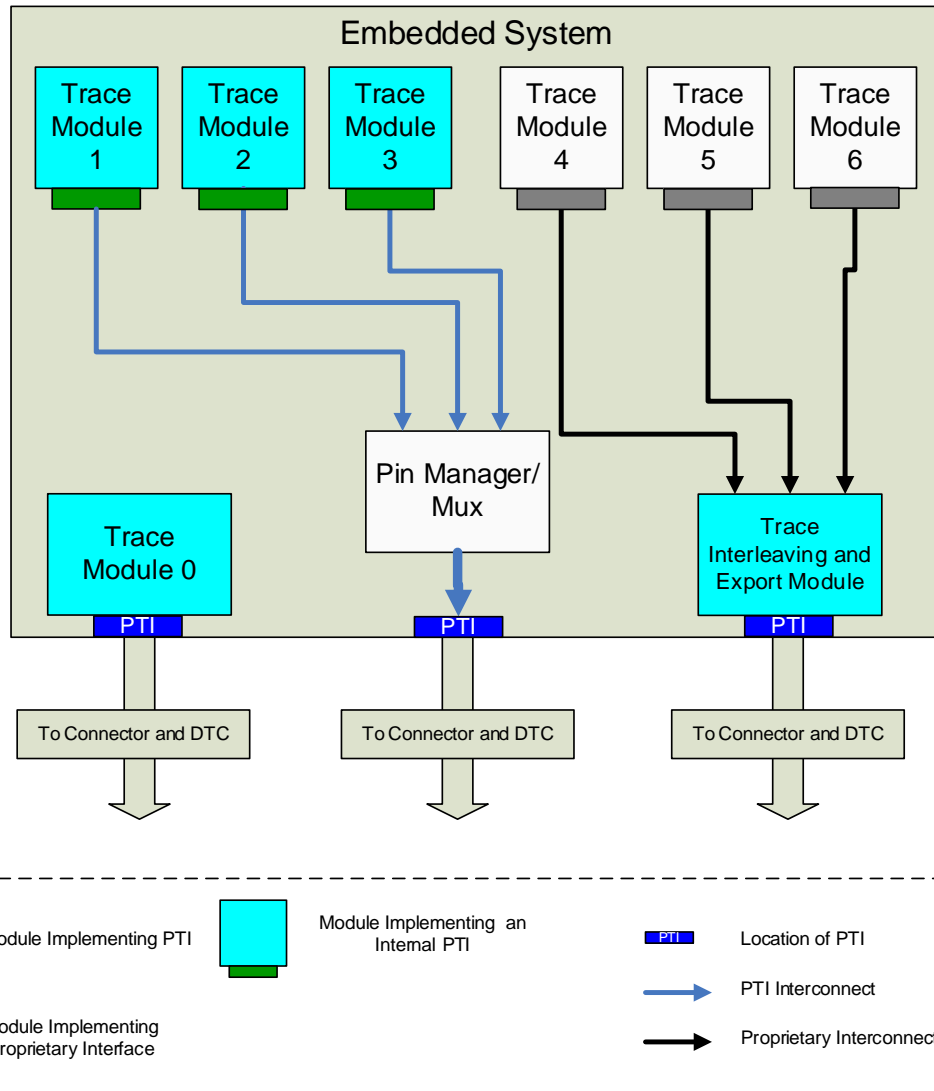 Embedded System
Trace
Module
1
Trace
Module
2
Trace
Module
3
Trace
Module
4
Trace
Module
5
Trace
Module
6
Pin Manager/
Mux
Trace
Module 0
Trace
Interleaving and
Export Module
PTI
PTI
PTI
To Connector and DTC
To Connector and DTC
To Connector and DTC
odule Implementing PTI
Module Implementing an
Internal PTI
PTI
Location of PTI
PTI Interconnect
odule Implementing
roprietary Interface
Proprietary Interconnect